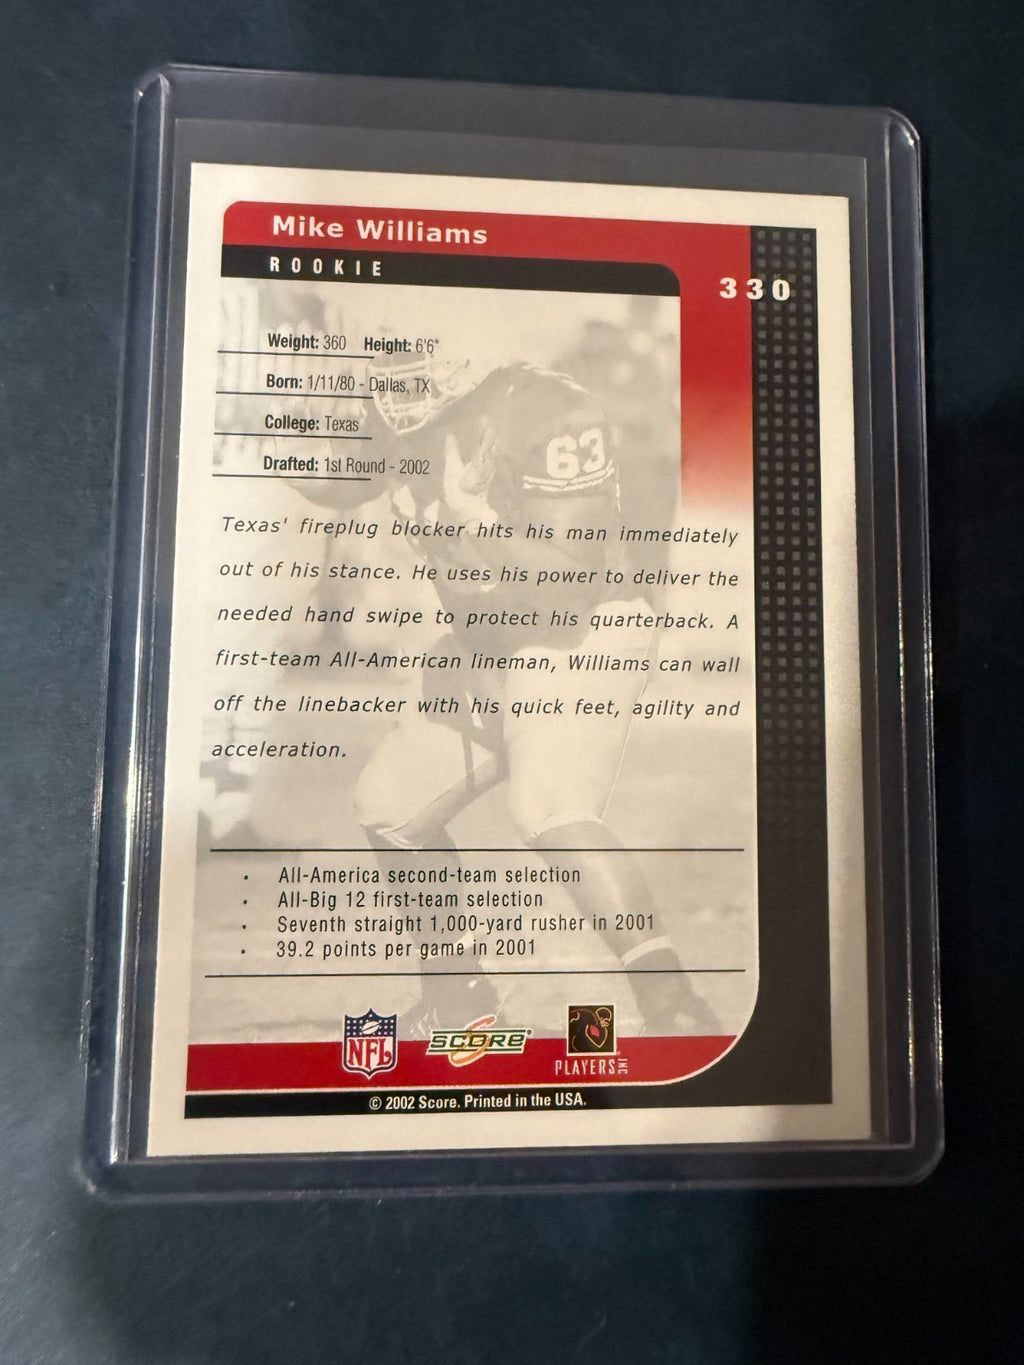 Mike Williams
ROOKIE
330
Weight: 360 Height: 6'6"
Born: 1/11/80 - Dallas, TX
College: Texas
Drafted: 1st Round - 2002
63
Texas' fireplug blocker hits his man immediately
out of his stance. He uses his power to deliver the
needed hand swipe to protect his quarterback. A
first-team All-American lineman, Williams can wall
off the linebacker with his quick feet, agility and
acceleration.
• All-America second-team selection
• All-Big 12 first-team selection
• Seventh straight 1,000-yard rusher in 2001
• 39.2 points per game in 2001
NFL
SCORE®
PLAYERS INC
© 2002 Score. Printed in the USA.